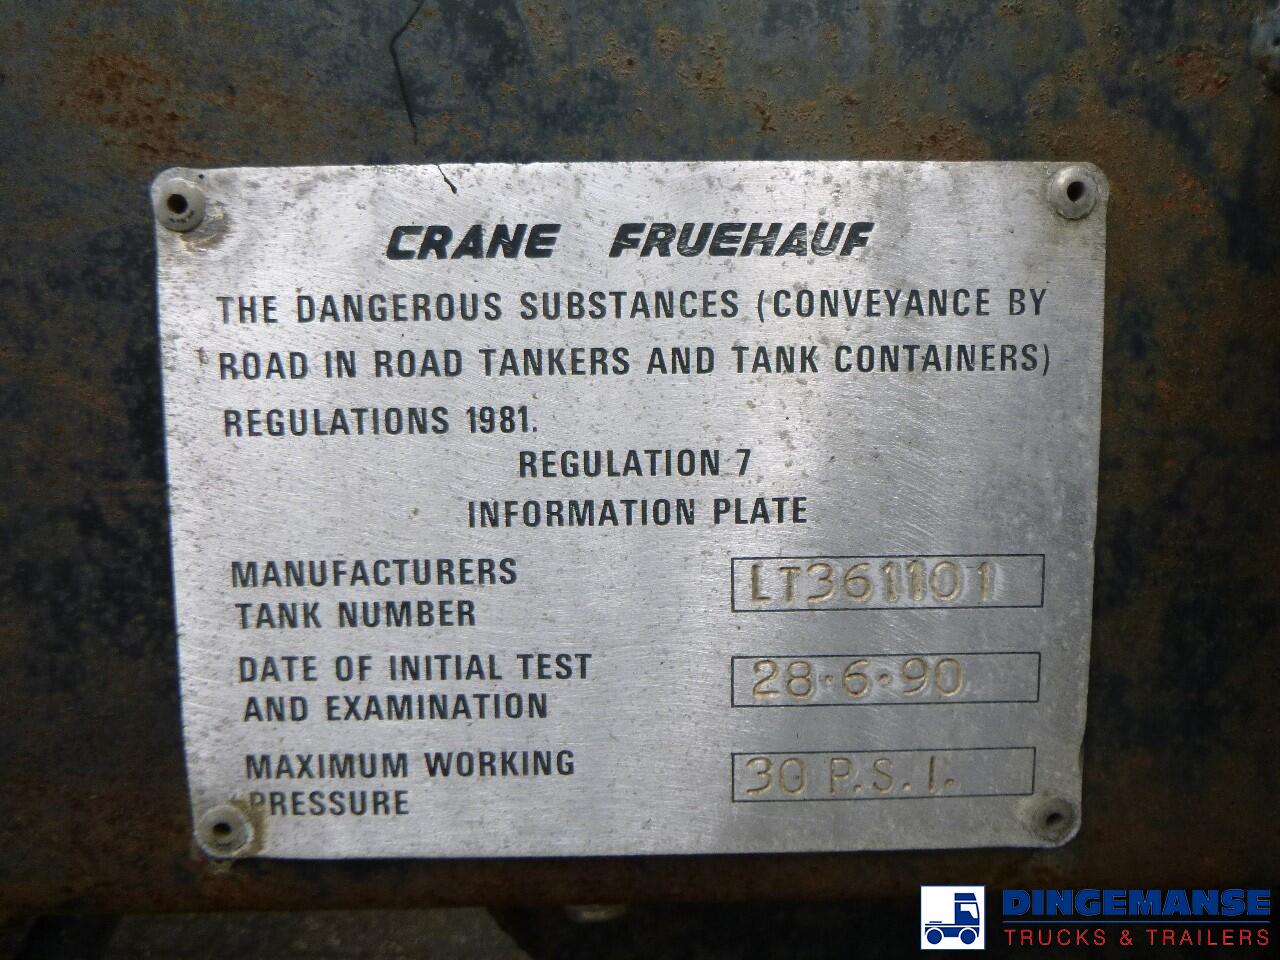 CRANE FRUEHAUF
THE DANGEROUS SUBSTANCES (CONVEYANCE BY
ROAD IN ROAD TANKERS AND TANK CONTAINERS)
REGULATIONS 1981.
REGULATION 7
INFORMATION PLATE
MANUFACTURERS
TANK NUMBER
LT361101
DATE OF INITIAL TEST
AND EXAMINATION
28·6·90
MAXIMUM WORKING
PRESSURE
30 P.S.I.
DINGEMANSE
TRUCKS & TRAILERS